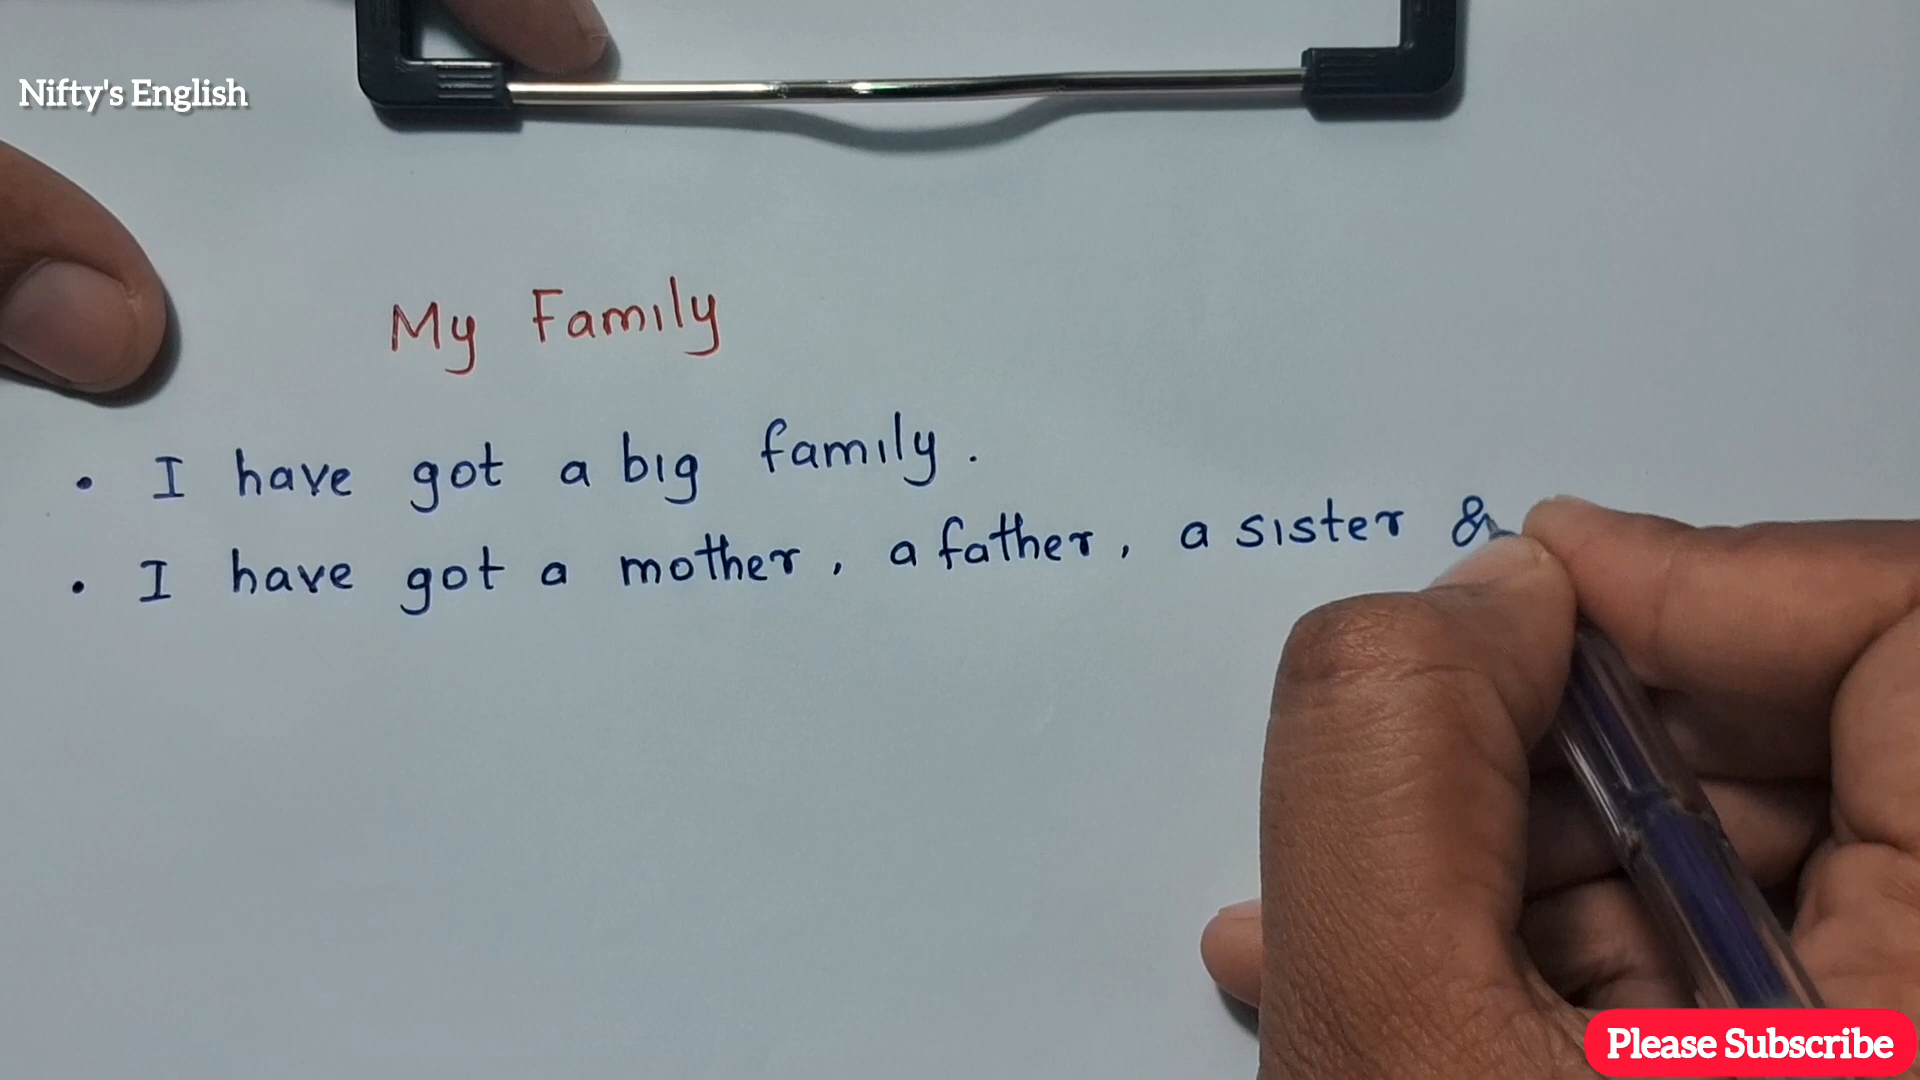 Nifty's English
My Family
• I have got a big family.
• I have got a mother, a father, a sister &
Please Subscribe